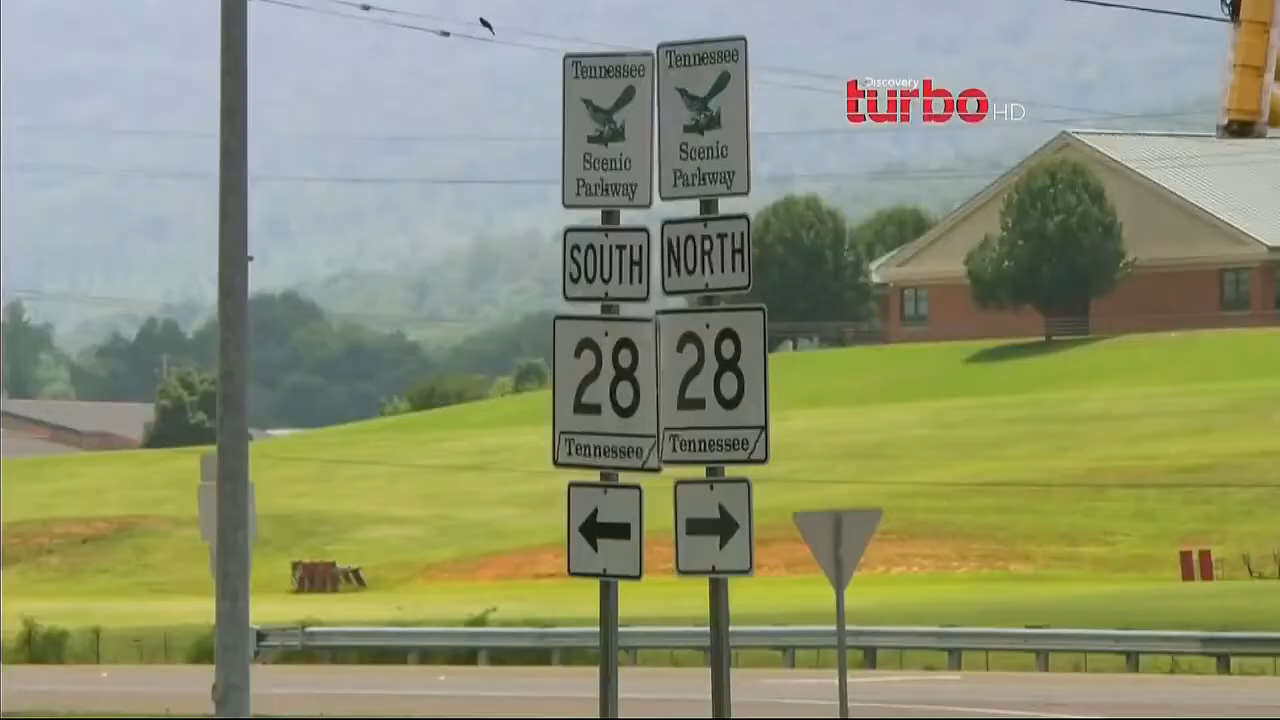 Tennessee
Scenic
Parkway
SOUTH
28
Tennessee
Tennessee
Scenic
Parkway
NORTH
28
Tennessee
Discovery
turbo HD